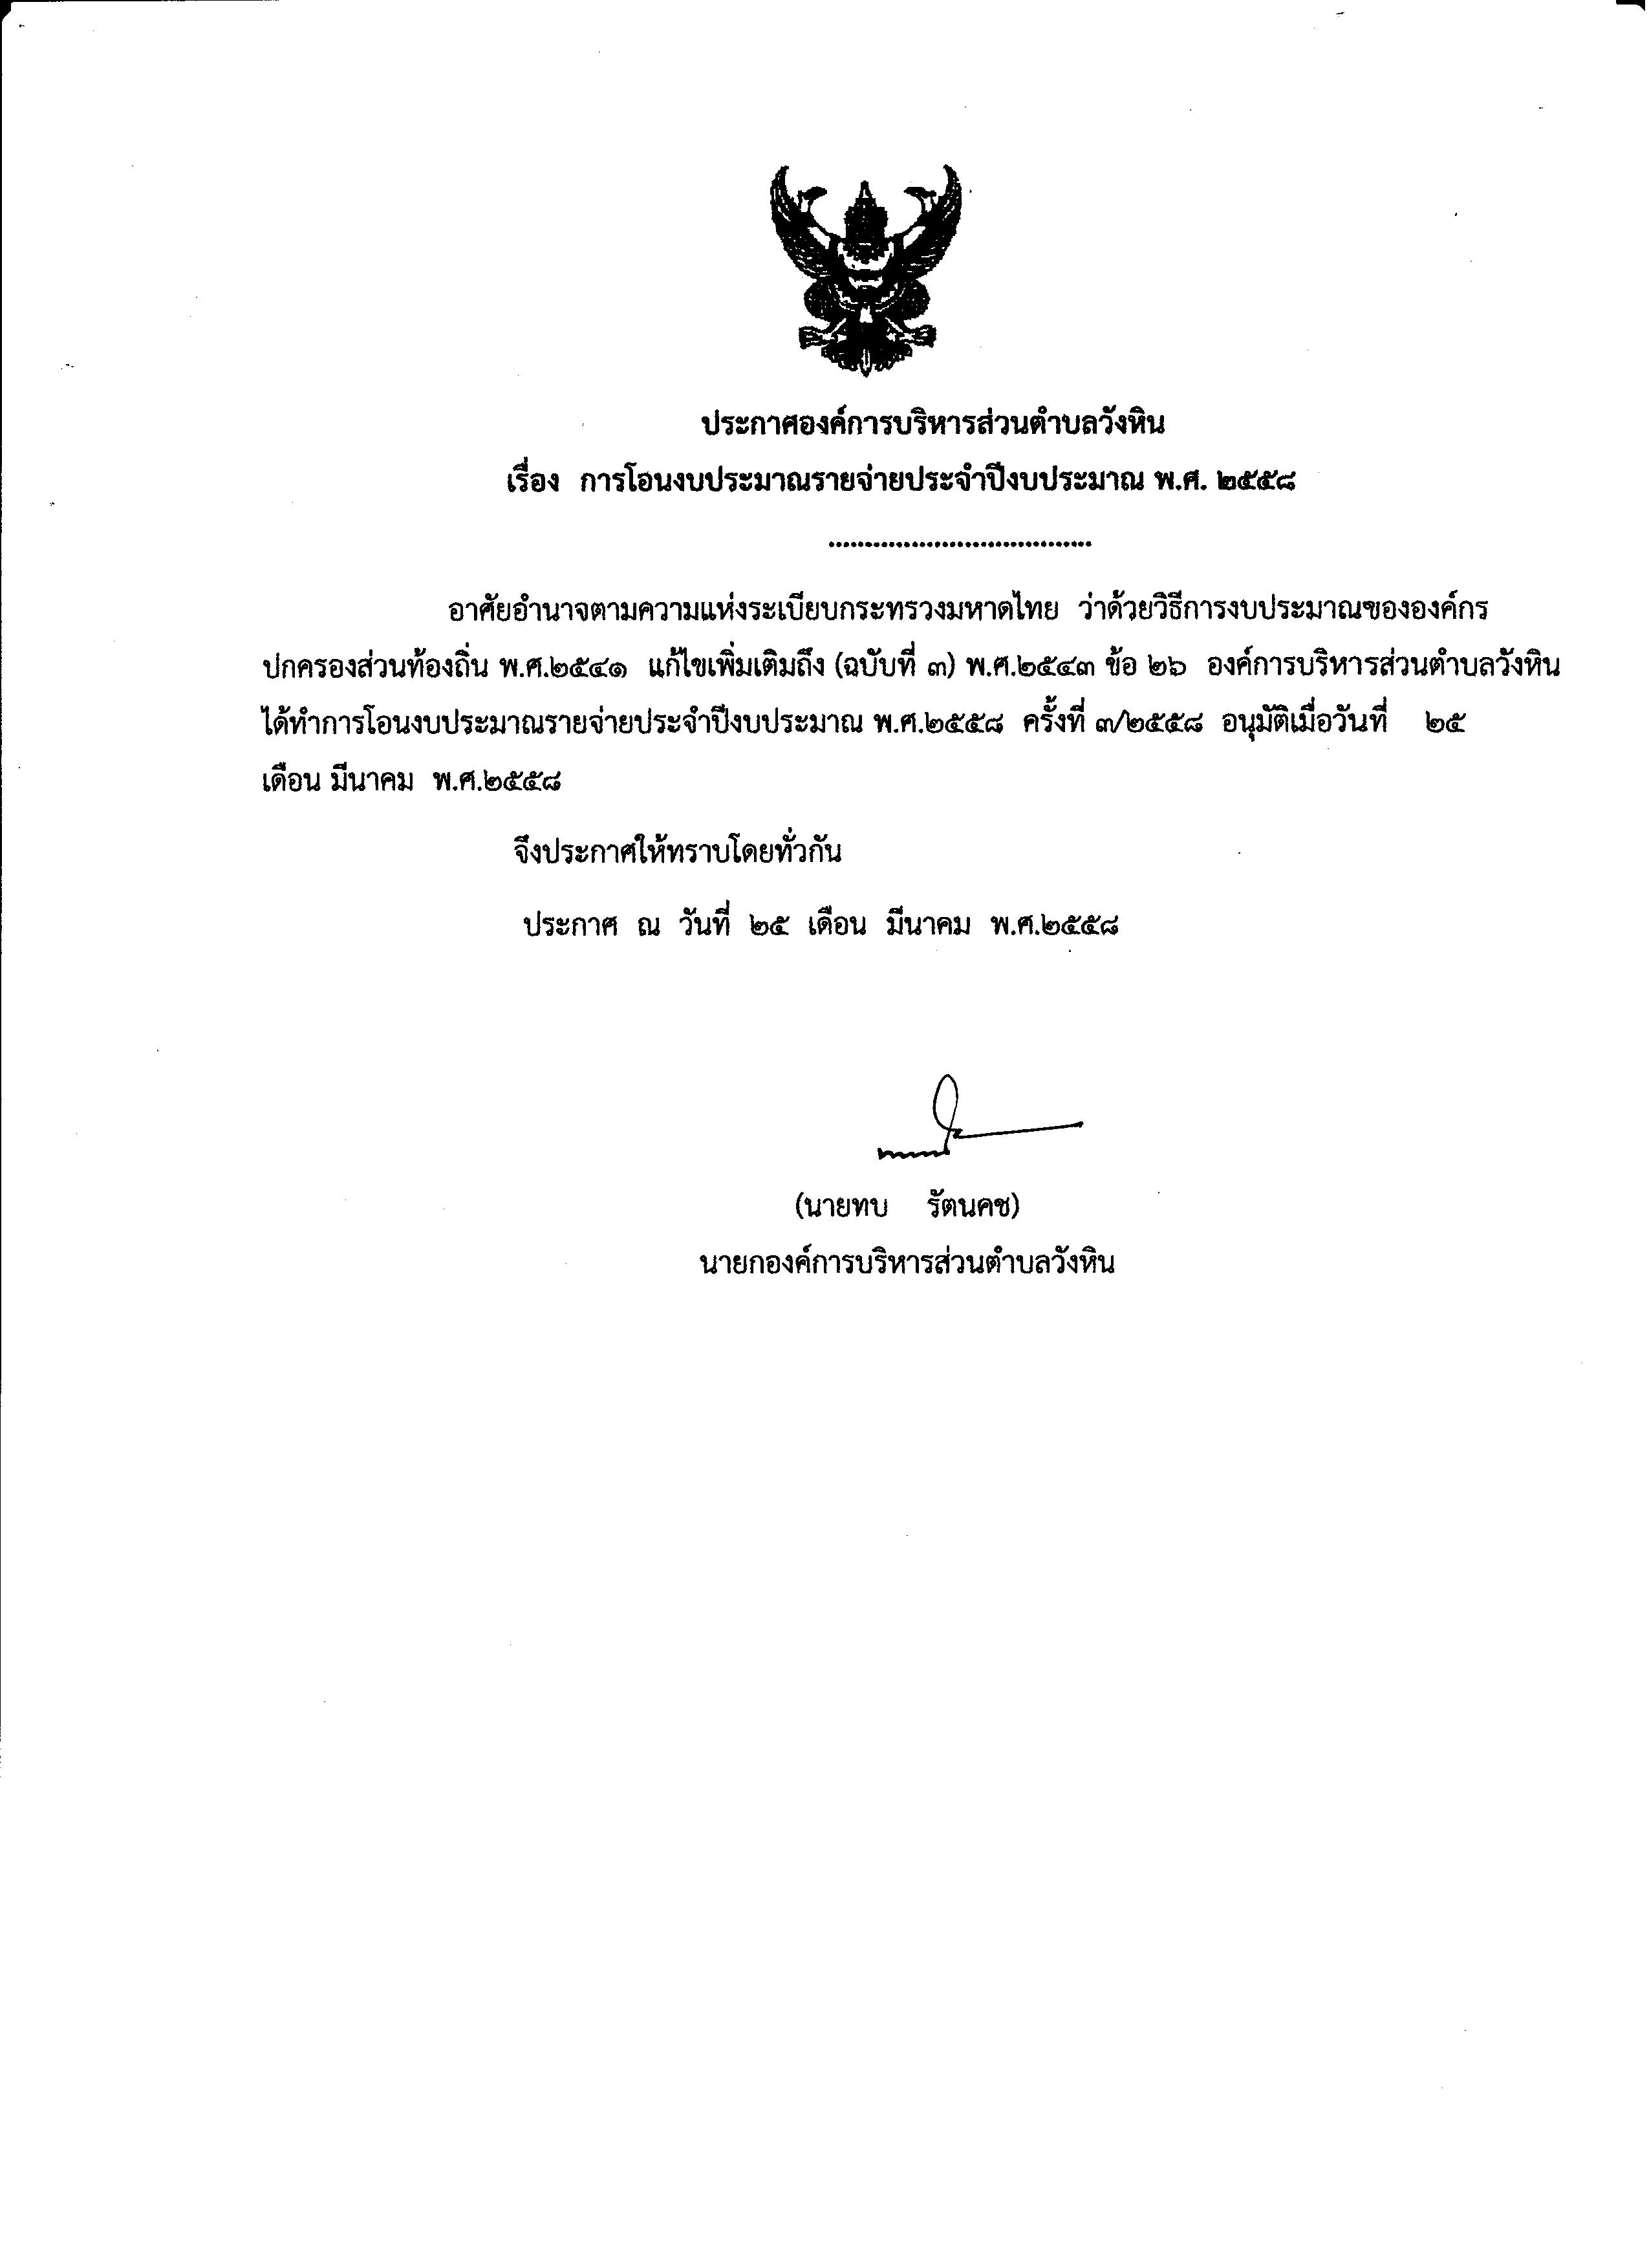 ประกาศองค์การบริหารส่วนตำบลวังหิน
เรื่อง การโอนงบประมาณรายจ่ายประจำปีงบประมาณ พ.ศ. ๒๕๕๘
.................................
อาศัยอำนาจตามความแห่งระเบียบกระทรวงมหาดไทย ว่าด้วยวิธีการงบประมาณขององค์กร
ปกครองส่วนท้องถิ่น พ.ศ.๒๕๔๑ แก้ไขเพิ่มเติมถึง (ฉบับที่ ๓) พ.ศ.๒๕๔๓ ข้อ ๒๖ องค์การบริหารส่วนตำบลวังหิน
ได้ทำการโอนงบประมาณรายจ่ายประจำปีงบประมาณ พ.ศ.๒๕๕๘ ครั้งที่ ๓/๒๕๕๘ อนุมัติเมื่อวันที่ ๒๕
เดือน มีนาคม พ.ศ.๒๕๕๘
จึงประกาศให้ทราบโดยทั่วกัน
ประกาศ ณ วันที่ ๒๕ เดือน มีนาคม พ.ศ.๒๕๕๘
(นายทบ รัตนคช)
นายกองค์การบริหารส่วนตำบลวังหิน